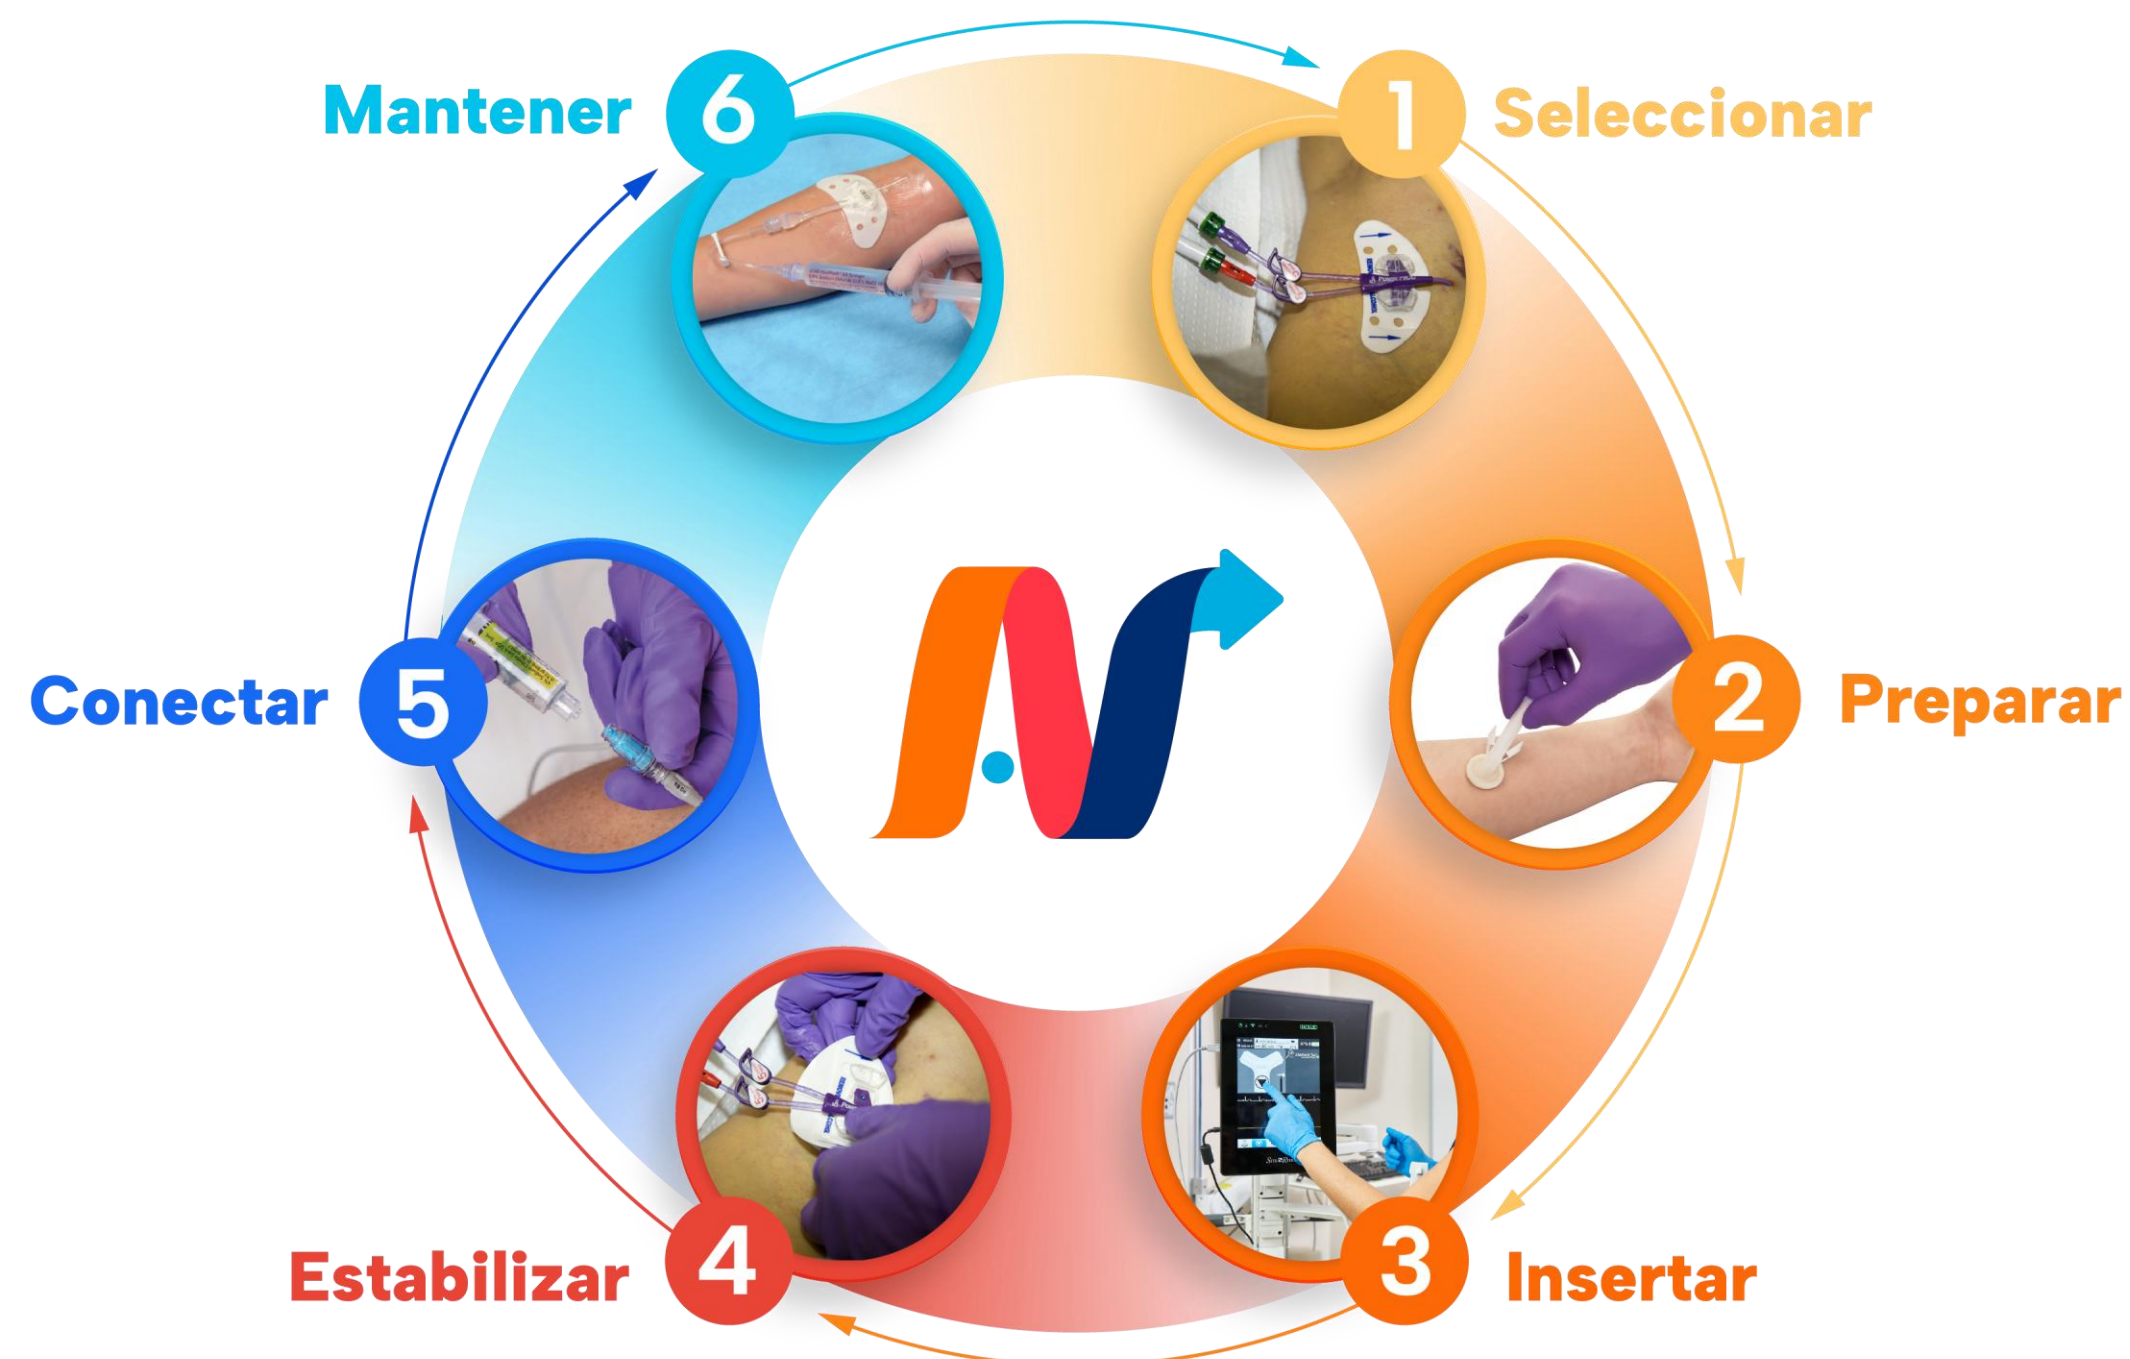 1
Seleccionar
2
Preparar
3
Insertar
4
Estabilizar
5
Conectar
6
Mantener